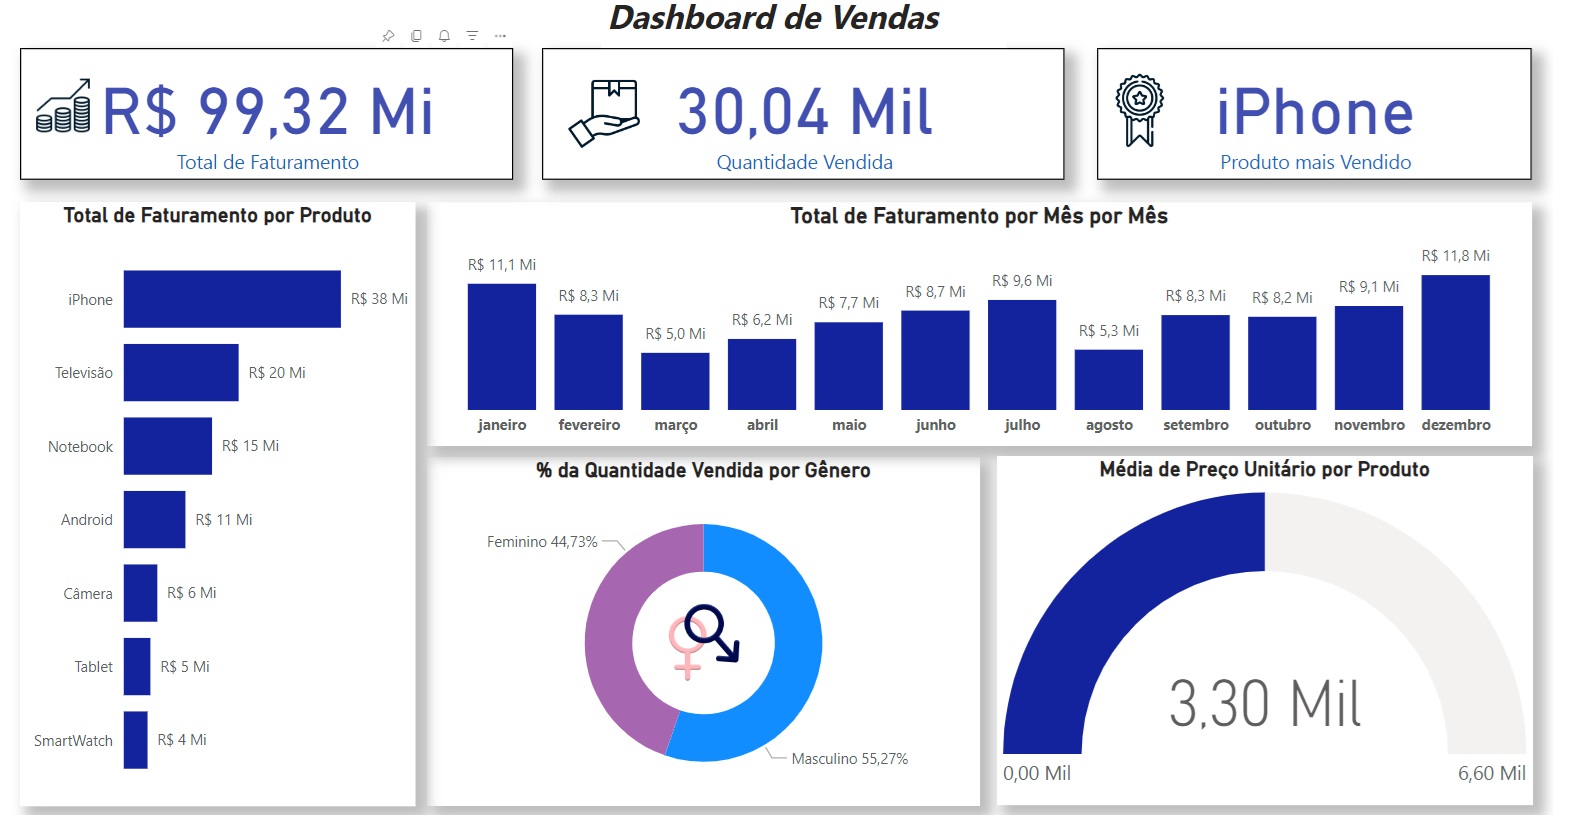 Dashboard de Vendas
R$ 99,32 Mi
Total de Faturamento
30,04 Mil
Quantidade Vendida
iPhone
Produto mais Vendido
Total de Faturamento por Produto
iPhone
R$ 38 Mi
Televisão
R$ 20 Mi
Notebook
R$ 15 Mi
Android
R$ 11 Mi
Câmera
R$ 6 Mi
Tablet
R$ 5 Mi
SmartWatch
R$ 4 Mi
Total de Faturamento por Mês por Mês
R$ 11,1 Mi
R$ 8,3 Mi
R$ 5,0 Mi
R$ 6,2 Mi
R$ 7,7 Mi
R$ 8,7 Mi
R$ 9,6 Mi
R$ 5,3 Mi
R$ 8,3 Mi
R$ 8,2 Mi
R$ 9,1 Mi
R$ 11,8 Mi
janeiro
fevereiro
março
abril
maio
junho
julho
agosto
setembro
outubro
novembro
dezembro
% da Quantidade Vendida por Gênero
Feminino 44,73%
Masculino 55,27%
Média de Preço Unitário por Produto
3,30 Mil
0,00 Mil
6,60 Mil